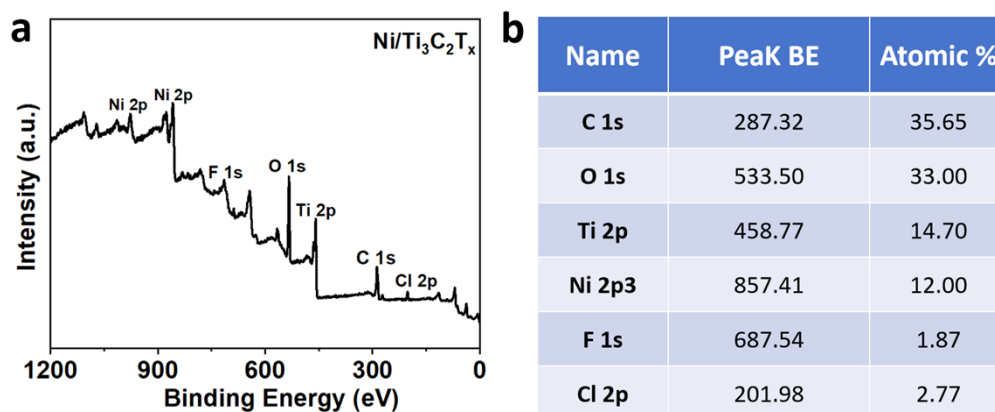 a
Ni/Ti₃C₂Tₓ
Ni 2p
Ni 2p
F 1s
O 1s
Ti 2p
C 1s
Cl 2p
Intensity (a.u.)
1200 900 600 300 0
Binding Energy (eV)
b
Name PeaK BE Atomic %
C 1s 287.32 35.65
O 1s 533.50 33.00
Ti 2p 458.77 14.70
Ni 2p3 857.41 12.00
F 1s 687.54 1.87
Cl 2p 201.98 2.77